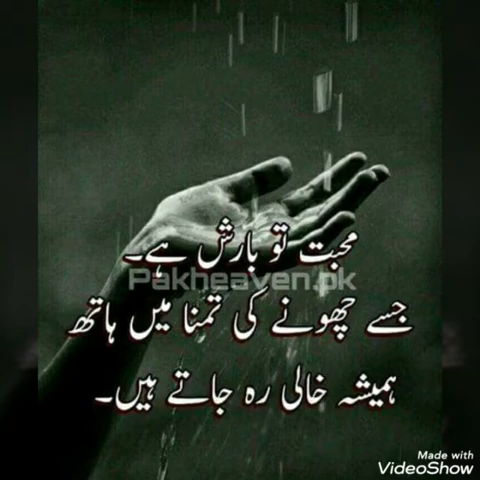 محبت تو بارش ہے۔
Pakheaven.pk
جسے چھونے کی تمنا میں ہاتھ
ہمیشہ خالی رہ جاتے ہیں۔
Made with
VideoShow